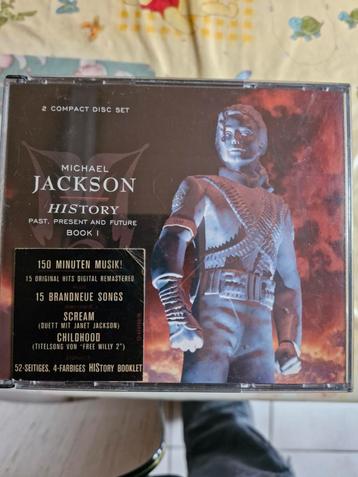 2 COMPACT DISC SET
MICHAEL
JACKSON
HISTORY
PAST, PRESENT AND FUTURE
BOOK I
150 MINUTEN MUSIK!
15 ORIGINAL HITS DIGITAL REMASTERED
15 BRANDNEUE SONGS
SCREAM
(DUETT MIT JANET JACKSON)
CHILDHOOD
(TITELSONG VON "FREE WILLY 2")
52-SEITIGES, 4-FARBIGES HIStory BOOKLET